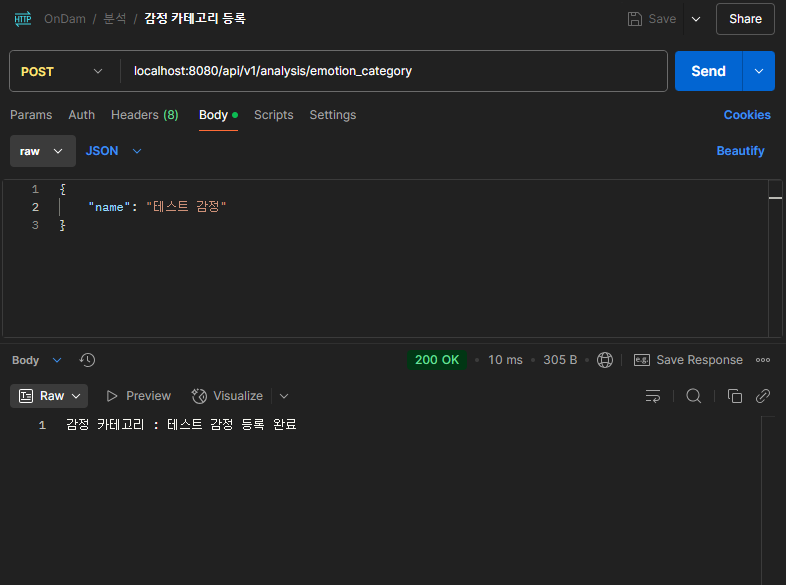 HTTP OnDam / 분석 / 감정 카테고리 등록 Save Share
POST localhost:8080/api/v1/analysis/emotion_category Send
Params Auth Headers (8) Body Scripts Settings Cookies
raw JSON Beautify
1 {
2 "name": "테스트 감정"
3 }
Body 200 OK • 10 ms • 305 B • e.g. Save Response
Raw Preview Visualize
1 감정 카테고리 : 테스트 감정 등록 완료